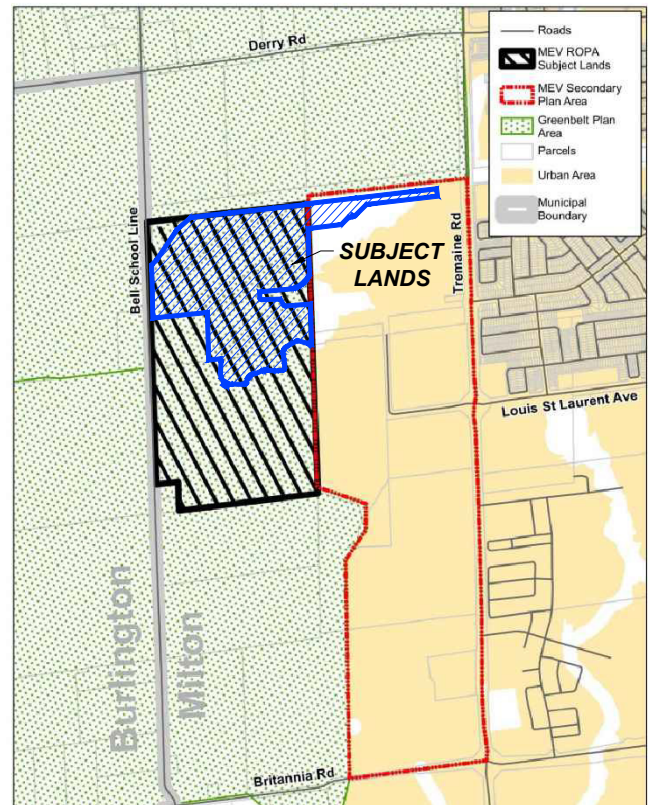 Derry Rd
Roads
MEV ROPA
Subject Lands
MEV Secondary
Plan Area
Greenbelt Plan
Area
Parcels
Urban Area
Municipal
Boundary
Bell School Line
SUBJECT
LANDS
Tremaine Rd
Louis St Laurent Ave
Burlington
Milton
Britannia Rd